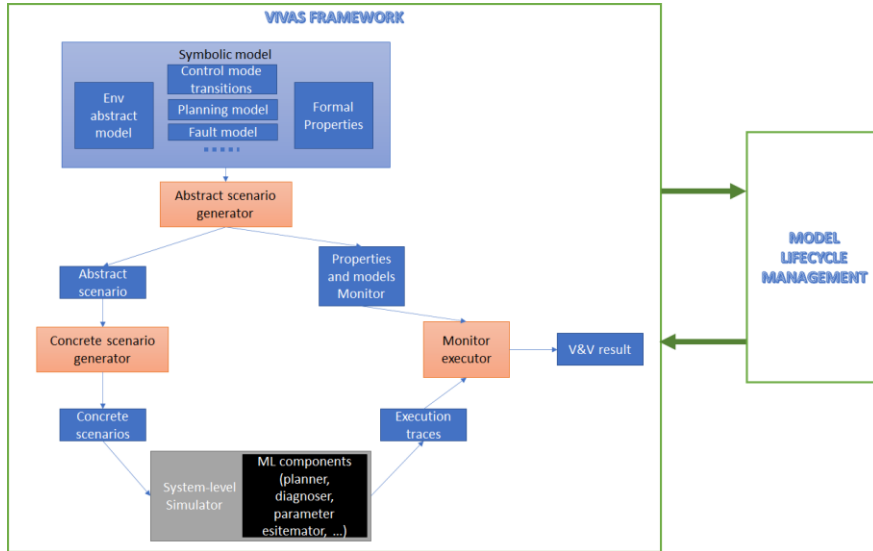 VIVAS FRAMEWORK
Symbolic model
Env
abstract
model
Control mode
transitions
Planning model
Fault model
Formal
Properties
Abstract scenario
generator
Abstract
scenario
Properties
and models
Monitor
Concrete scenario
generator
Monitor
executor
V&V result
Concrete
scenarios
Execution
traces
System-level
Simulator
ML components
(planner,
diagnoser,
parameter
esitemator, ...)
MODEL
LIFECYCLE
MANAGEMENT